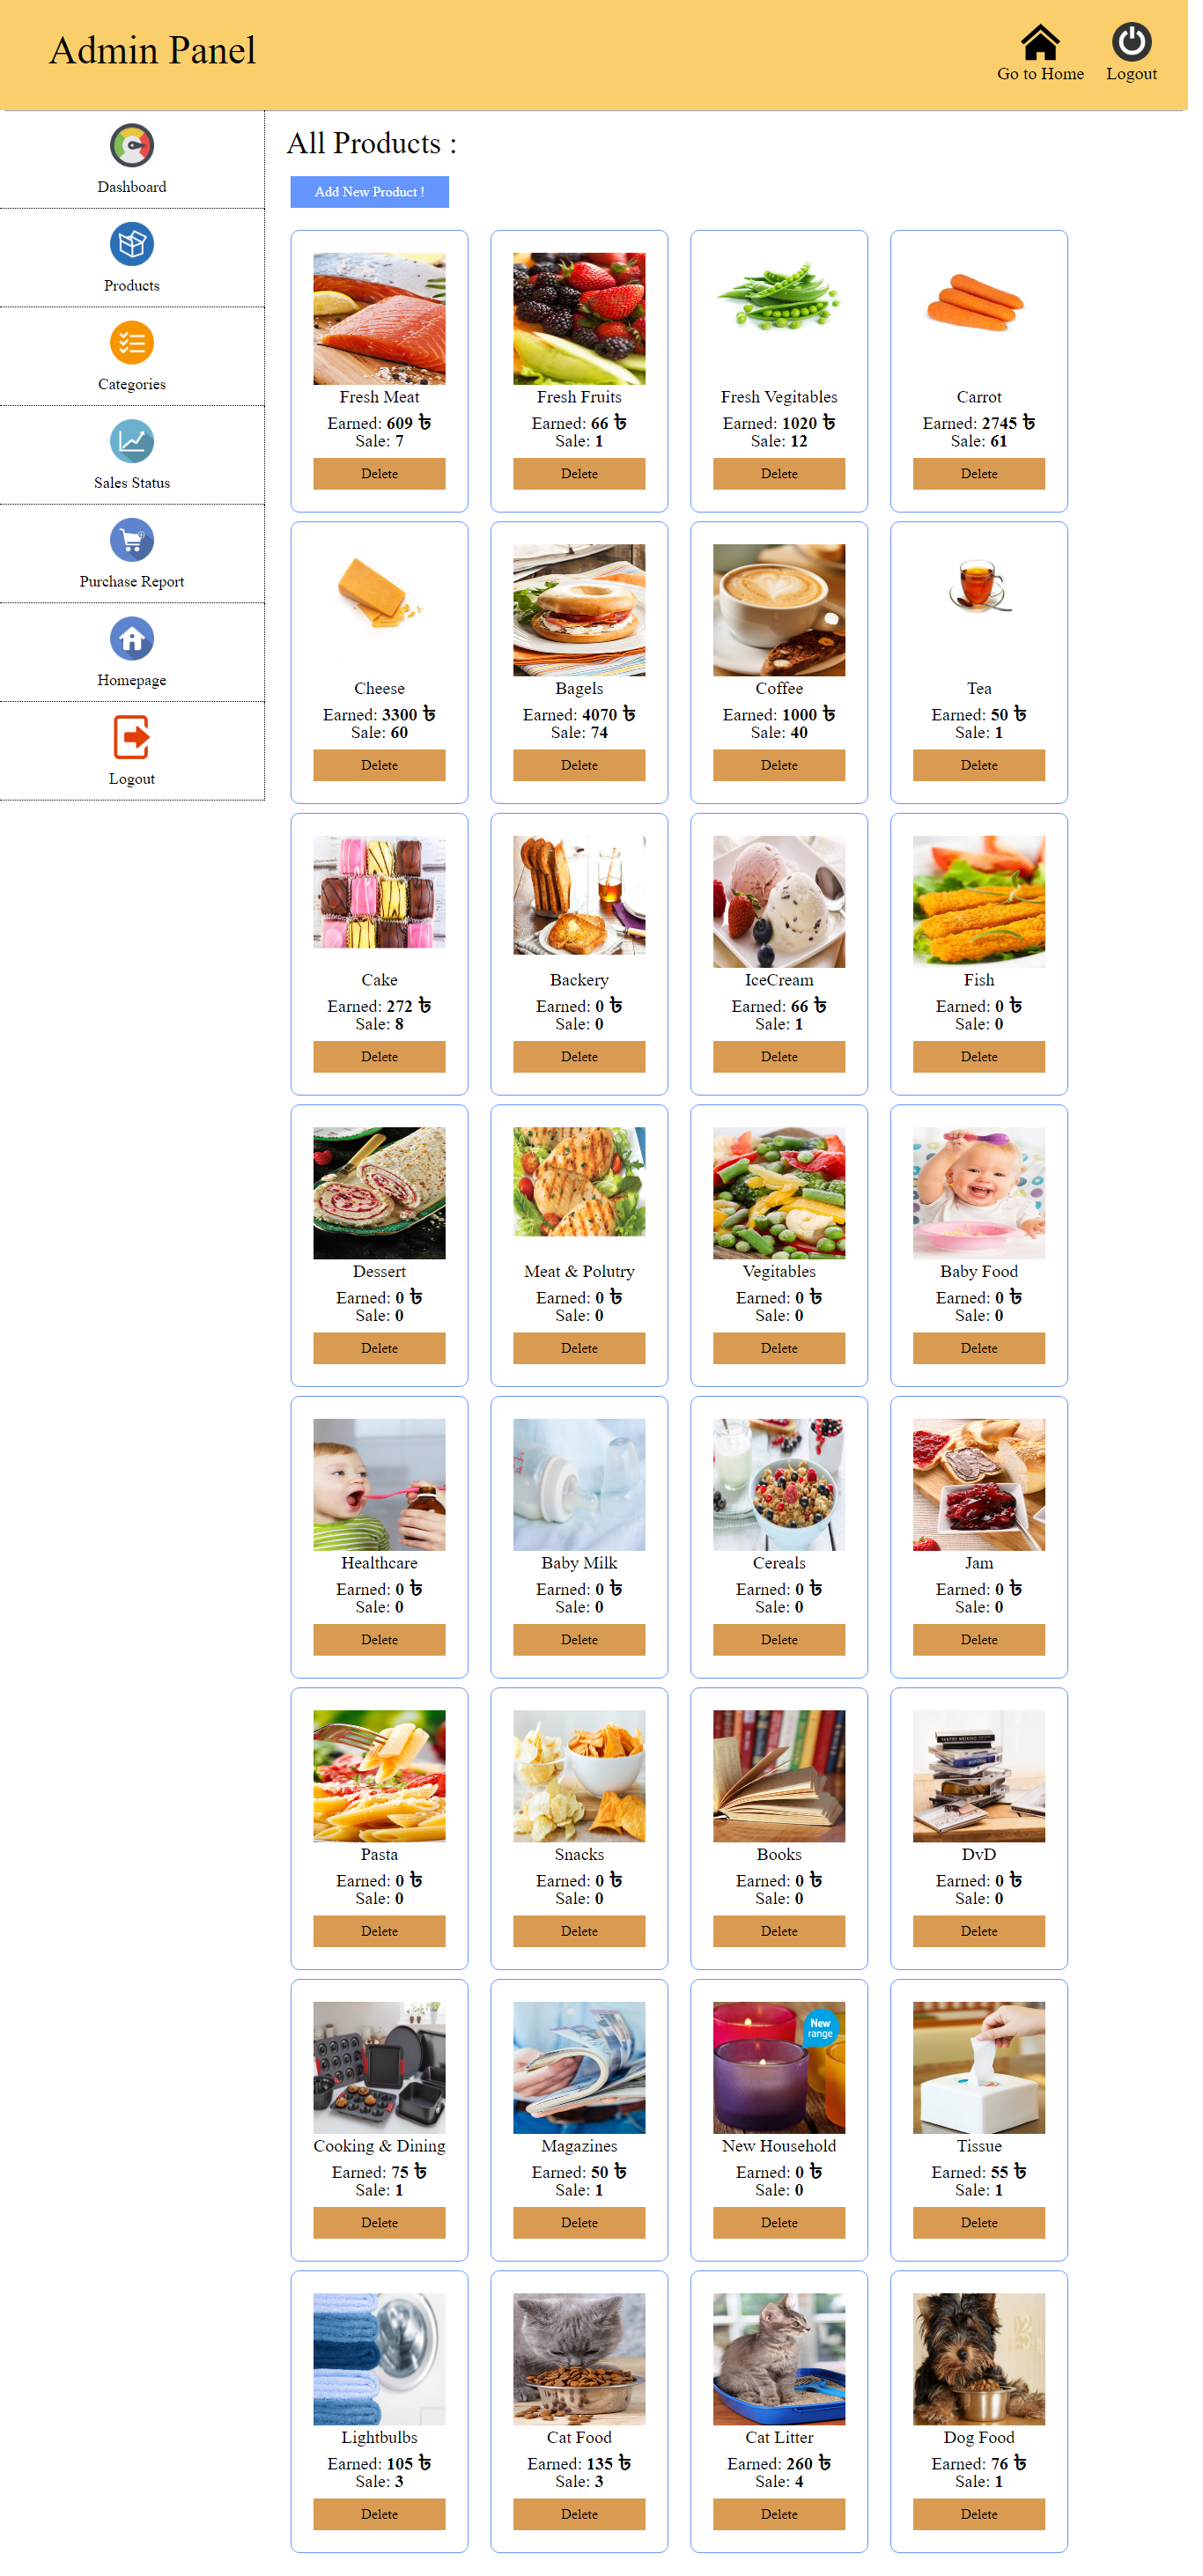 Admin Panel
Go to Home
Logout
Dashboard
Products
Categories
Sales Status
Purchase Report
Homepage
Logout
All Products :
Add New Product !
Fresh Meat
Earned: 609 ৳
Sale: 7
Delete
Fresh Fruits
Earned: 66 ৳
Sale: 1
Delete
Fresh Vegitables
Earned: 1020 ৳
Sale: 12
Delete
Carrot
Earned: 2745 ৳
Sale: 61
Delete
Cheese
Earned: 3300 ৳
Sale: 60
Delete
Bagels
Earned: 4070 ৳
Sale: 74
Delete
Coffee
Earned: 1000 ৳
Sale: 40
Delete
Tea
Earned: 50 ৳
Sale: 1
Delete
Cake
Earned: 272 ৳
Sale: 8
Delete
Backery
Earned: 0 ৳
Sale: 0
Delete
IceCream
Earned: 66 ৳
Sale: 1
Delete
Fish
Earned: 0 ৳
Sale: 0
Delete
Dessert
Earned: 0 ৳
Sale: 0
Delete
Meat & Polutry
Earned: 0 ৳
Sale: 0
Delete
Vegitables
Earned: 0 ৳
Sale: 0
Delete
Baby Food
Earned: 0 ৳
Sale: 0
Delete
Healthcare
Earned: 0 ৳
Sale: 0
Delete
Baby Milk
Earned: 0 ৳
Sale: 0
Delete
Cereals
Earned: 0 ৳
Sale: 0
Delete
Jam
Earned: 0 ৳
Sale: 0
Delete
Pasta
Earned: 0 ৳
Sale: 0
Delete
Snacks
Earned: 0 ৳
Sale: 0
Delete
Books
Earned: 0 ৳
Sale: 0
Delete
DvD
Earned: 0 ৳
Sale: 0
Delete
Cooking & Dining
Earned: 75 ৳
Sale: 1
Delete
Magazines
Earned: 50 ৳
Sale: 1
Delete
New
range
New Household
Earned: 0 ৳
Sale: 0
Delete
Tissue
Earned: 55 ৳
Sale: 1
Delete
Lightbulbs
Earned: 105 ৳
Sale: 3
Delete
Cat Food
Earned: 135 ৳
Sale: 3
Delete
Cat Litter
Earned: 260 ৳
Sale: 4
Delete
Dog Food
Earned: 76 ৳
Sale: 1
Delete